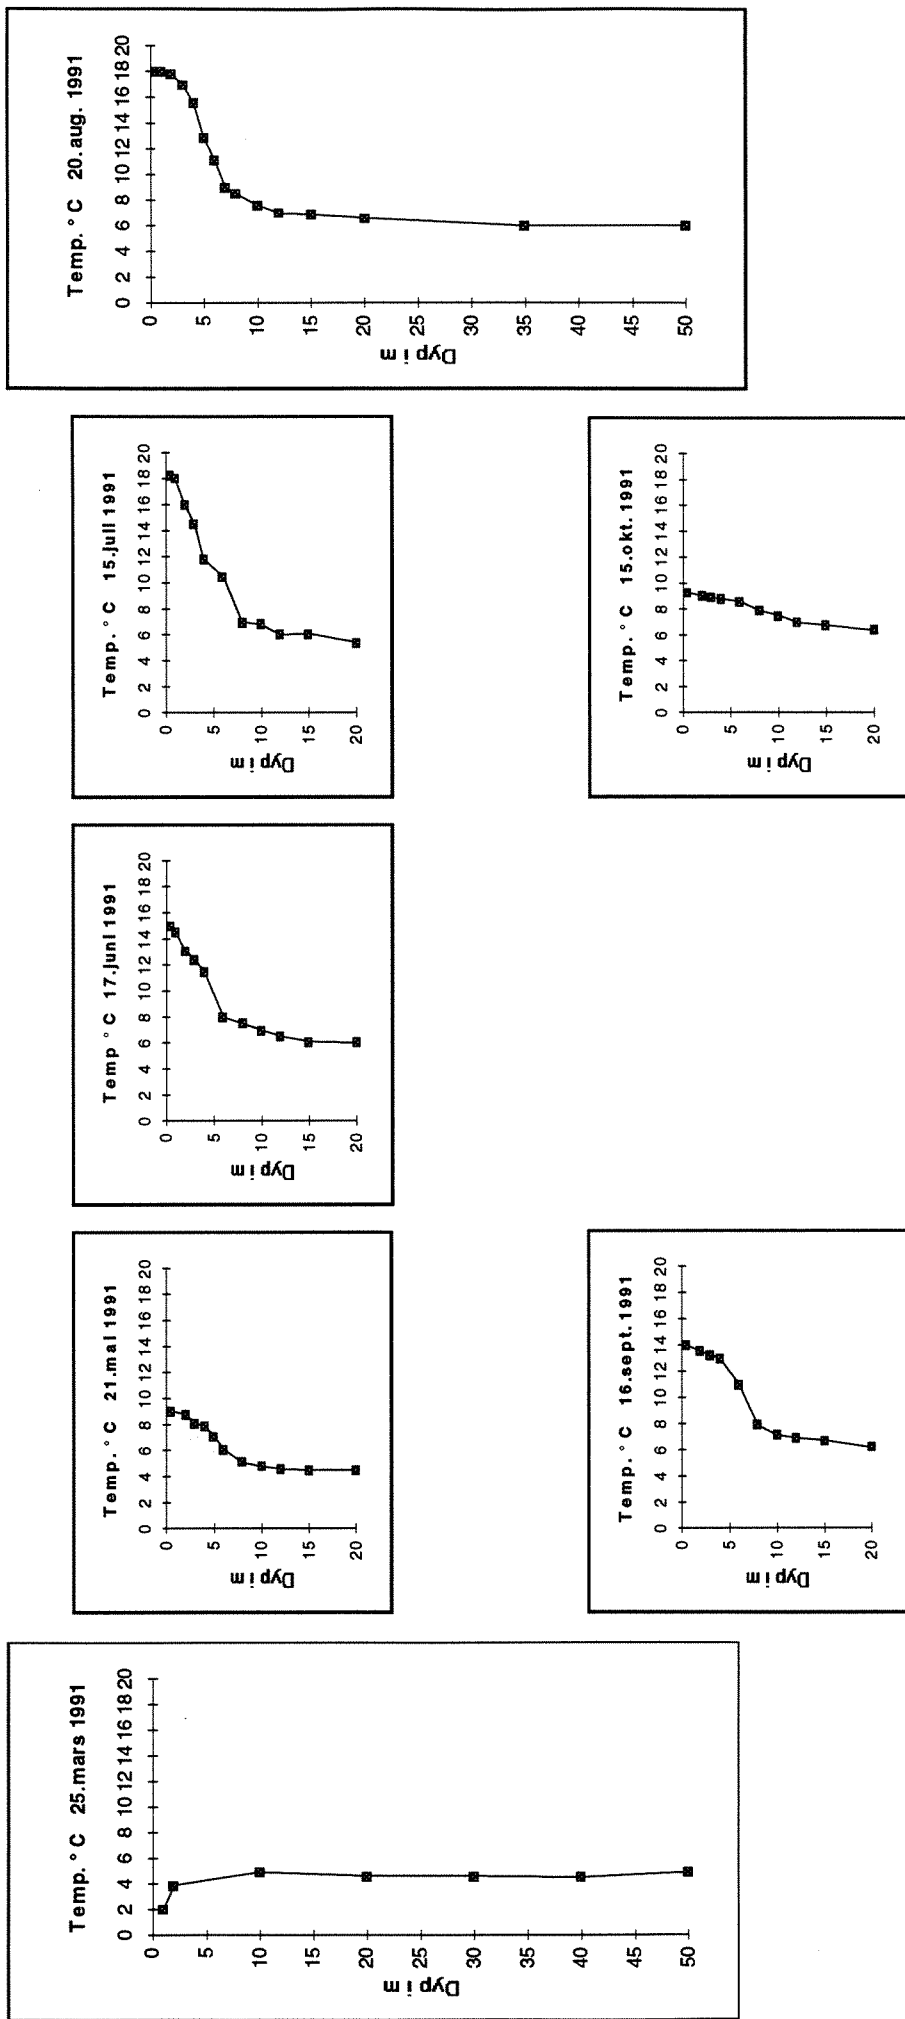 Temp. ° C 25.mars 1991
0 2 4 6 8 10 12 14 16 18 20
0
5
10
15
20
25
30
35
40
45
50
Dyp i m
Temp. ° C 21.mai 1991
0 2 4 6 8 10 12 14 16 18 20
0
5
10
15
20
Dyp i m
Temp ° C 17.juni 1991
0 2 4 6 8 10 12 14 16 18 20
0
5
10
15
20
Dyp i m
Temp. ° C 15.juli 1991
0 2 4 6 8 10 12 14 16 18 20
0
5
10
15
20
Dyp i m
Temp. ° C 20.aug. 1991
0 2 4 6 8 10 12 14 16 18 20
0
5
10
15
20
25
30
35
40
45
50
Dyp i m
Temp. ° C 16.sept.1991
0 2 4 6 8 10 12 14 16 18 20
0
5
10
15
20
Dyp i m
Temp. ° C 15.okt.1991
0 2 4 6 8 10 12 14 16 18 20
0
5
10
15
20
Dyp i m